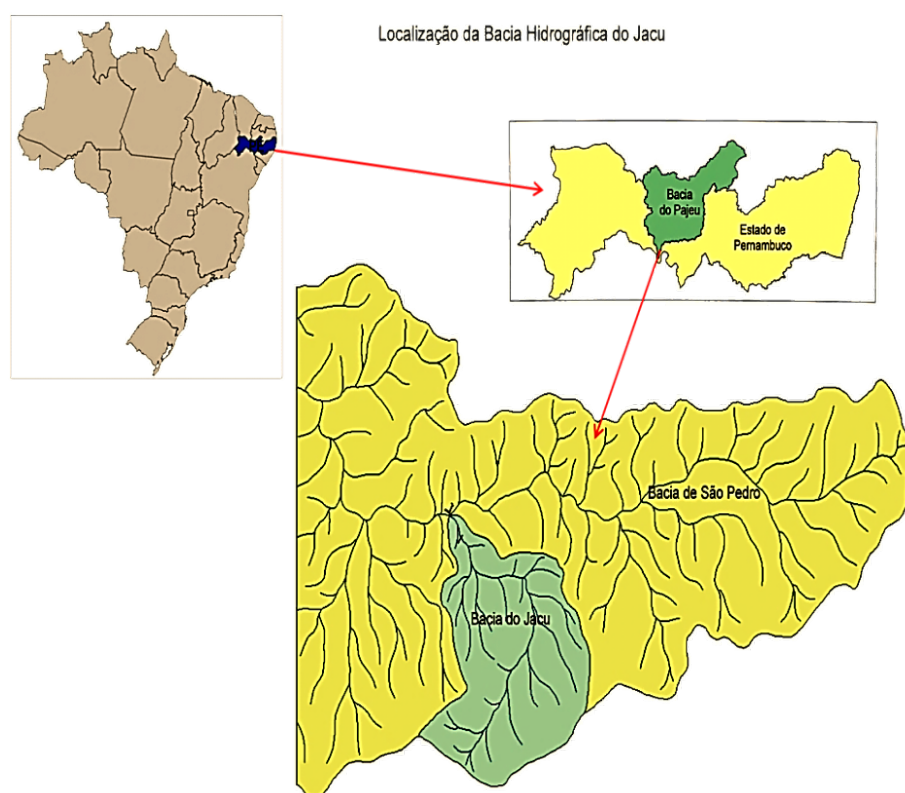 Localização da Bacia Hidrográfica do Jacu
Bacia
do Pajeu
Estado de
Pernambuco
Bacia de São Pedro
Bacia do Jacu